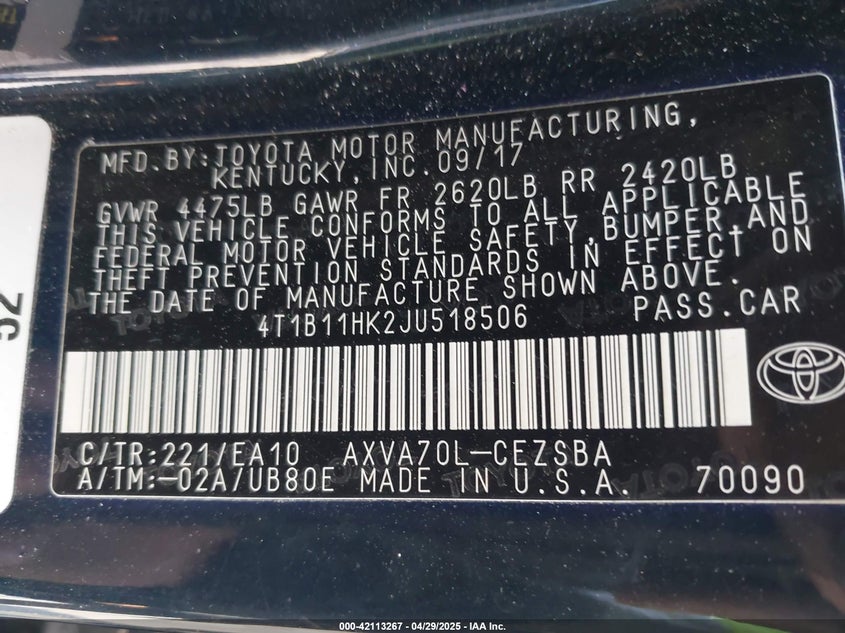 MFD.BY:TOYOTA MOTOR MANUFACTURING,
KENTUCKY,INC.09/17
GVWR 4475LB GAWR FR 2620LB RR 2420LB
THIS VEHICLE CONFORMS TO ALL APPLICABLE
FEDERAL MOTOR VEHICLE SAFETY,BUMPER,AND
THEFT PREVENTION STANDARDS IN EFFECT ON
THE DATE OF MANUFACTURE SHOWN ABOVE.
4T1B11HK2JU518506 PASS.CAR
C/TR:221/EA10 AXVA70L-CEZSBA
A/TM:-02A/UB80E MADE IN U.S.A. 70090
52
000-42113267 - 04/29/2025 - IAA Inc.